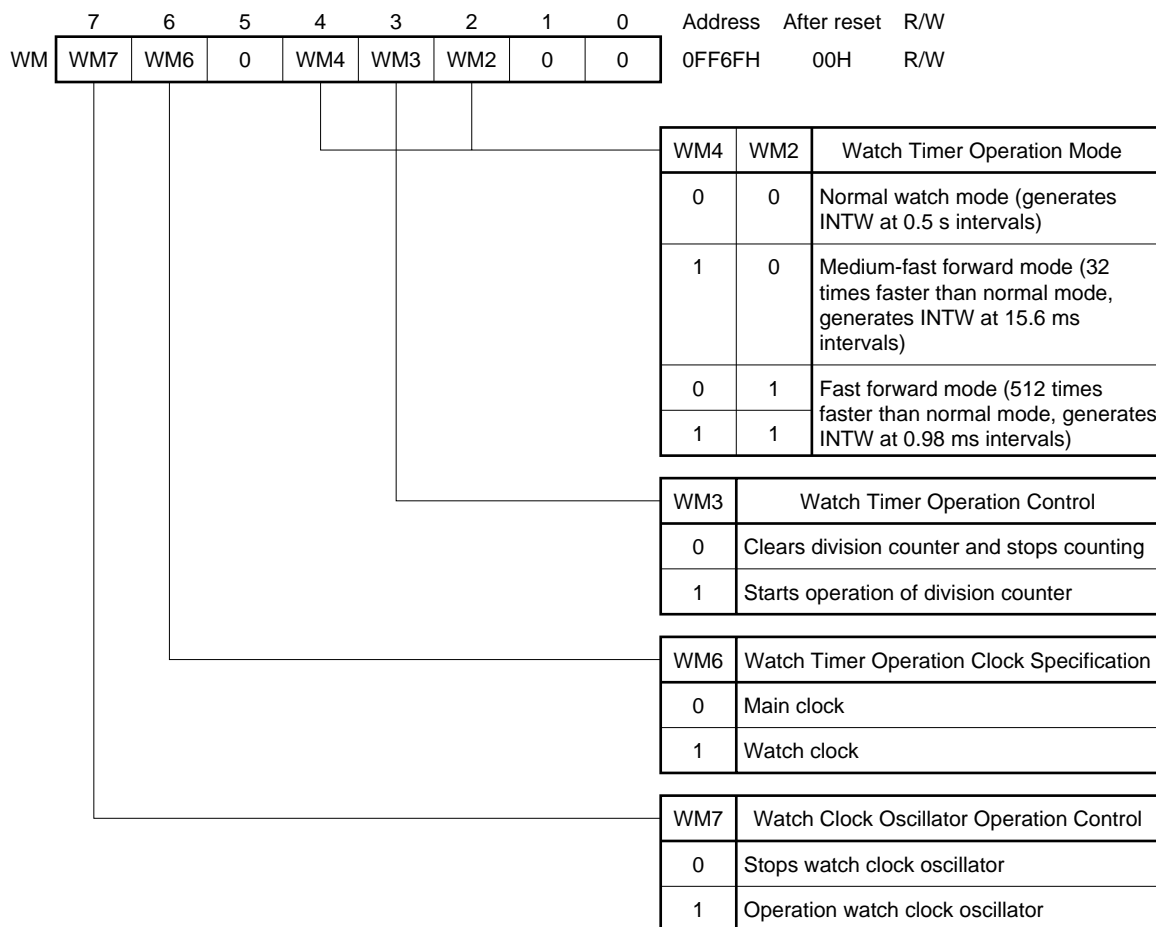 7 6 5 4 3 2 1 0 Address After reset R/W
WM WM7 WM6 0 WM4 WM3 WM2 0 0 0FF6FH 00H R/W
WM4 WM2 Watch Timer Operation Mode
0 0 Normal watch mode (generates
INTW at 0.5 s intervals)
1 0 Medium-fast forward mode (32
times faster than normal mode,
generates INTW at 15.6 ms
intervals)
0 1 Fast forward mode (512 times
faster than normal mode, generates
1 1 INTW at 0.98 ms intervals)
WM3 Watch Timer Operation Control
0 Clears division counter and stops counting
1 Starts operation of division counter
WM6 Watch Timer Operation Clock Specification
0 Main clock
1 Watch clock
WM7 Watch Clock Oscillator Operation Control
0 Stops watch clock oscillator
1 Operation watch clock oscillator